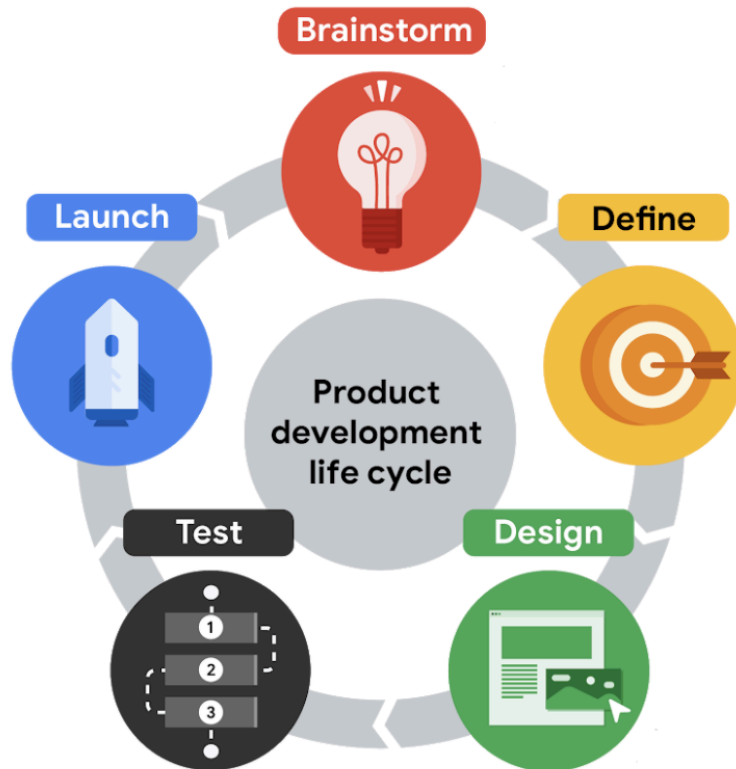 Brainstorm
Launch
Define
Product
development
life cycle
Test
Design
1
2
3